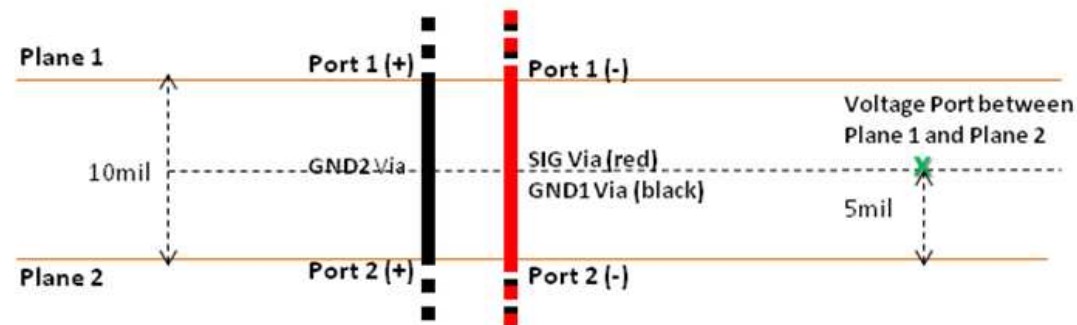 Plane 1
Port 1 (+)
Port 1 (-)
Voltage Port between
Plane 1 and Plane 2
X
10mil
GND2 Via
SIG Via (red)
GND1 Via (black)
5mil
Plane 2
Port 2 (+)
Port 2 (-)